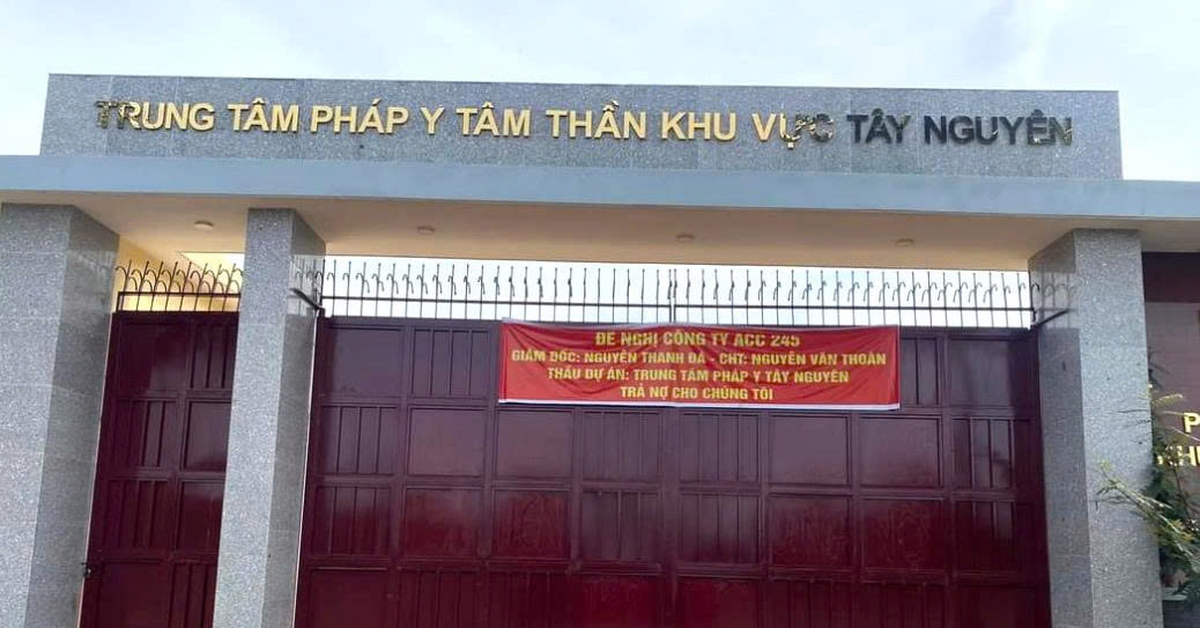 TRUNG TÂM PHÁP Y TÂM THẦN KHU VỰC TÂY NGUYÊN
ĐỀ NGHỊ CÔNG TY ACC 245
GIÁM ĐỐC: NGUYỄN THANH ĐÀ - CHT: NGUYỄN VĂN THOÀN
THẦU DỰ ÁN: TRUNG TÂM PHÁP Y TÂY NGUYÊN
TRẢ NỢ CHO CHÚNG TÔI